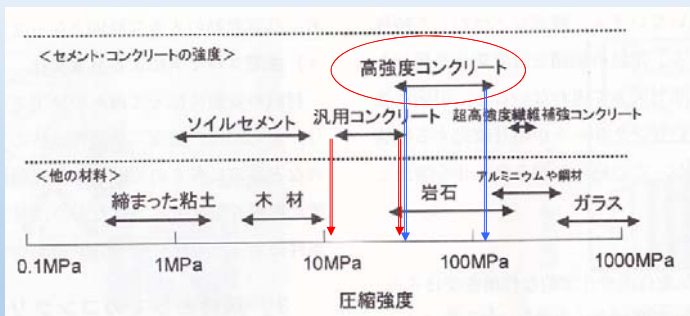 ＜セメント・コンクリートの強度＞
高強度コンクリート
ソイルセメント
汎用コンクリート
超高強度繊維補強コンクリート
＜他の材料＞
締まった粘土
木 材
岩石
アルミニウムや鋼材
ガラス
0.1MPa 1MPa 10MPa 100MPa 1000MPa
圧縮強度